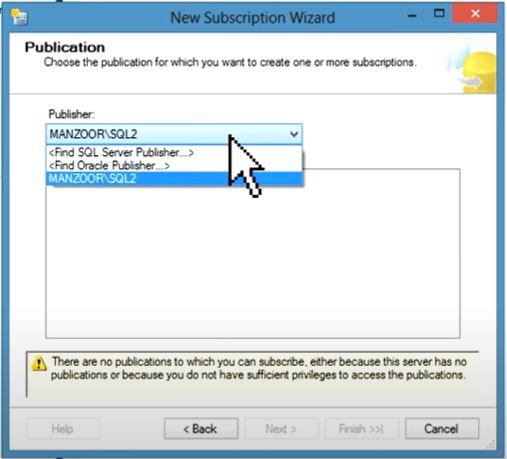 New Subscription Wizard
Publication
Choose the publication for which you want to create one or more subscriptions.
Publisher:
MANZOOR\SQL2
<Find SQL Server Publisher...>
<Find Oracle Publisher...>
MANZOOR\SQL2
There are no publications to which you can subscribe, either because this server has no
publications or because you do not have sufficient privileges to access the publications.
Help
< Back
Next >
Finish >>|
Cancel